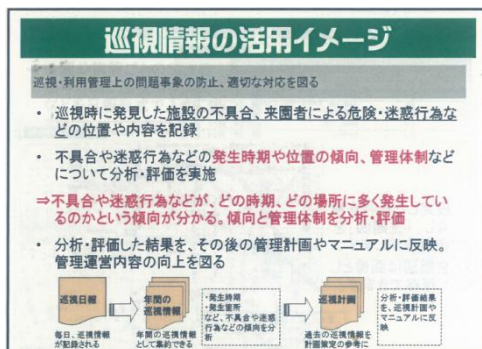 巡視情報の活用イメージ
巡視・利用管理上の問題事象の防止、適切な対応を図る
• 巡視時に発見した施設の不具合、来園者による危険・迷惑行為な
どの位置や内容を記録
• 不具合や迷惑行為などの発生時期や位置の傾向、管理体制など
について分析・評価を実施
⇒不具合や迷惑行為などが、どの時期、どの場所に多く発生してい
るのかという傾向が分かる。傾向と管理体制を分析・評価
• 分析・評価した結果を、その後の管理計画やマニュアルに反映。
管理運営内容の向上を図る
巡視日報
毎日、巡視情報
が記録される
年間の
巡視情報
年間の巡視情報
として集約できる
・発生時期
・発生箇所
など、不具合や迷惑
行為などの傾向を分
析
巡視計画
過去の巡視情報を
計画策定の参考に
分析・評価結果
を、巡視計画や
マニュアルに反
映